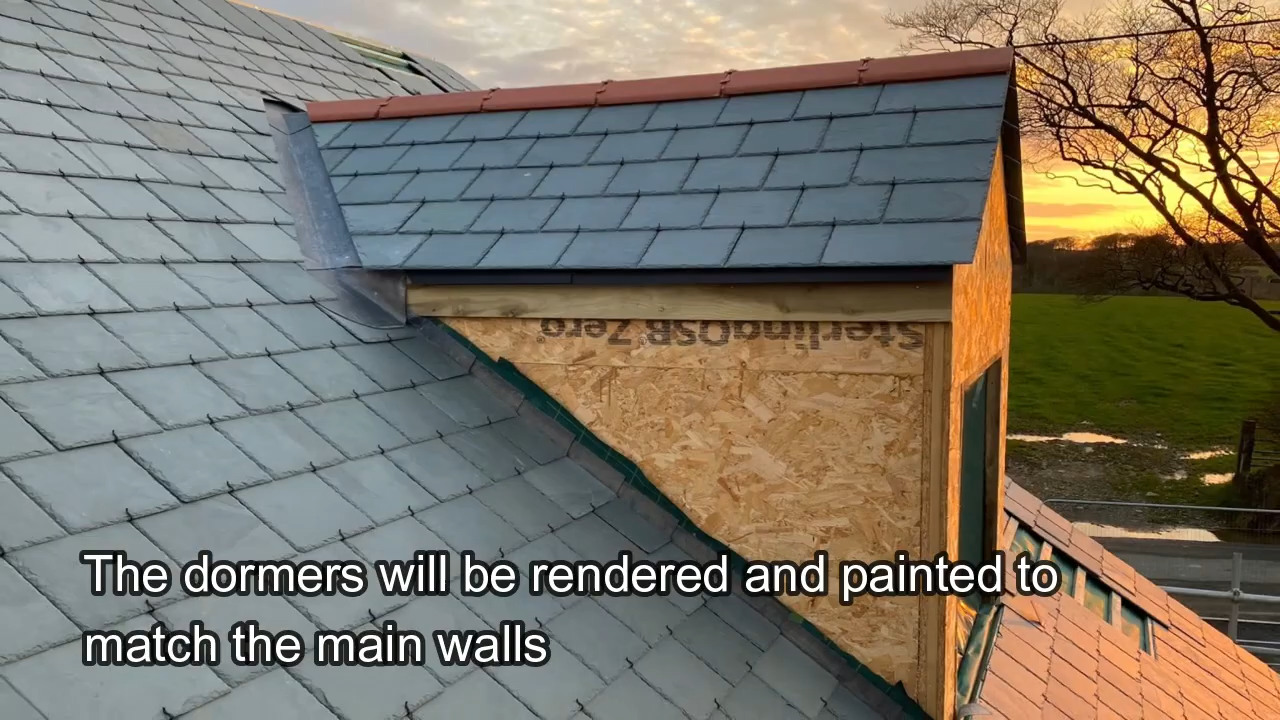 SterlingOSB Zero
The dormers will be rendered and painted to
match the main walls